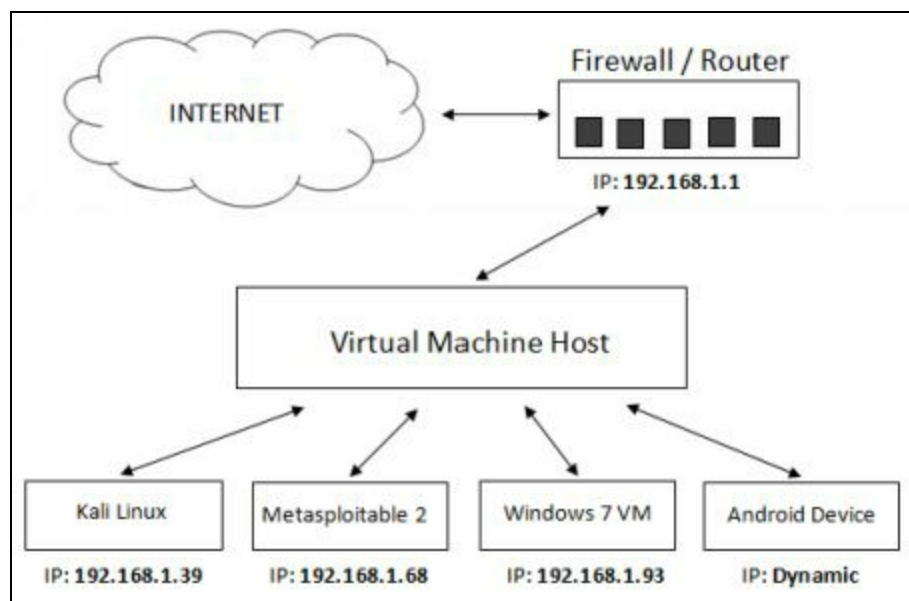 INTERNET
Firewall / Router
IP: 192.168.1.1
Virtual Machine Host
Kali Linux
Metasploitable 2
Windows 7 VM
Android Device
IP: 192.168.1.39
IP: 192.168.1.68
IP: 192.168.1.93
IP: Dynamic